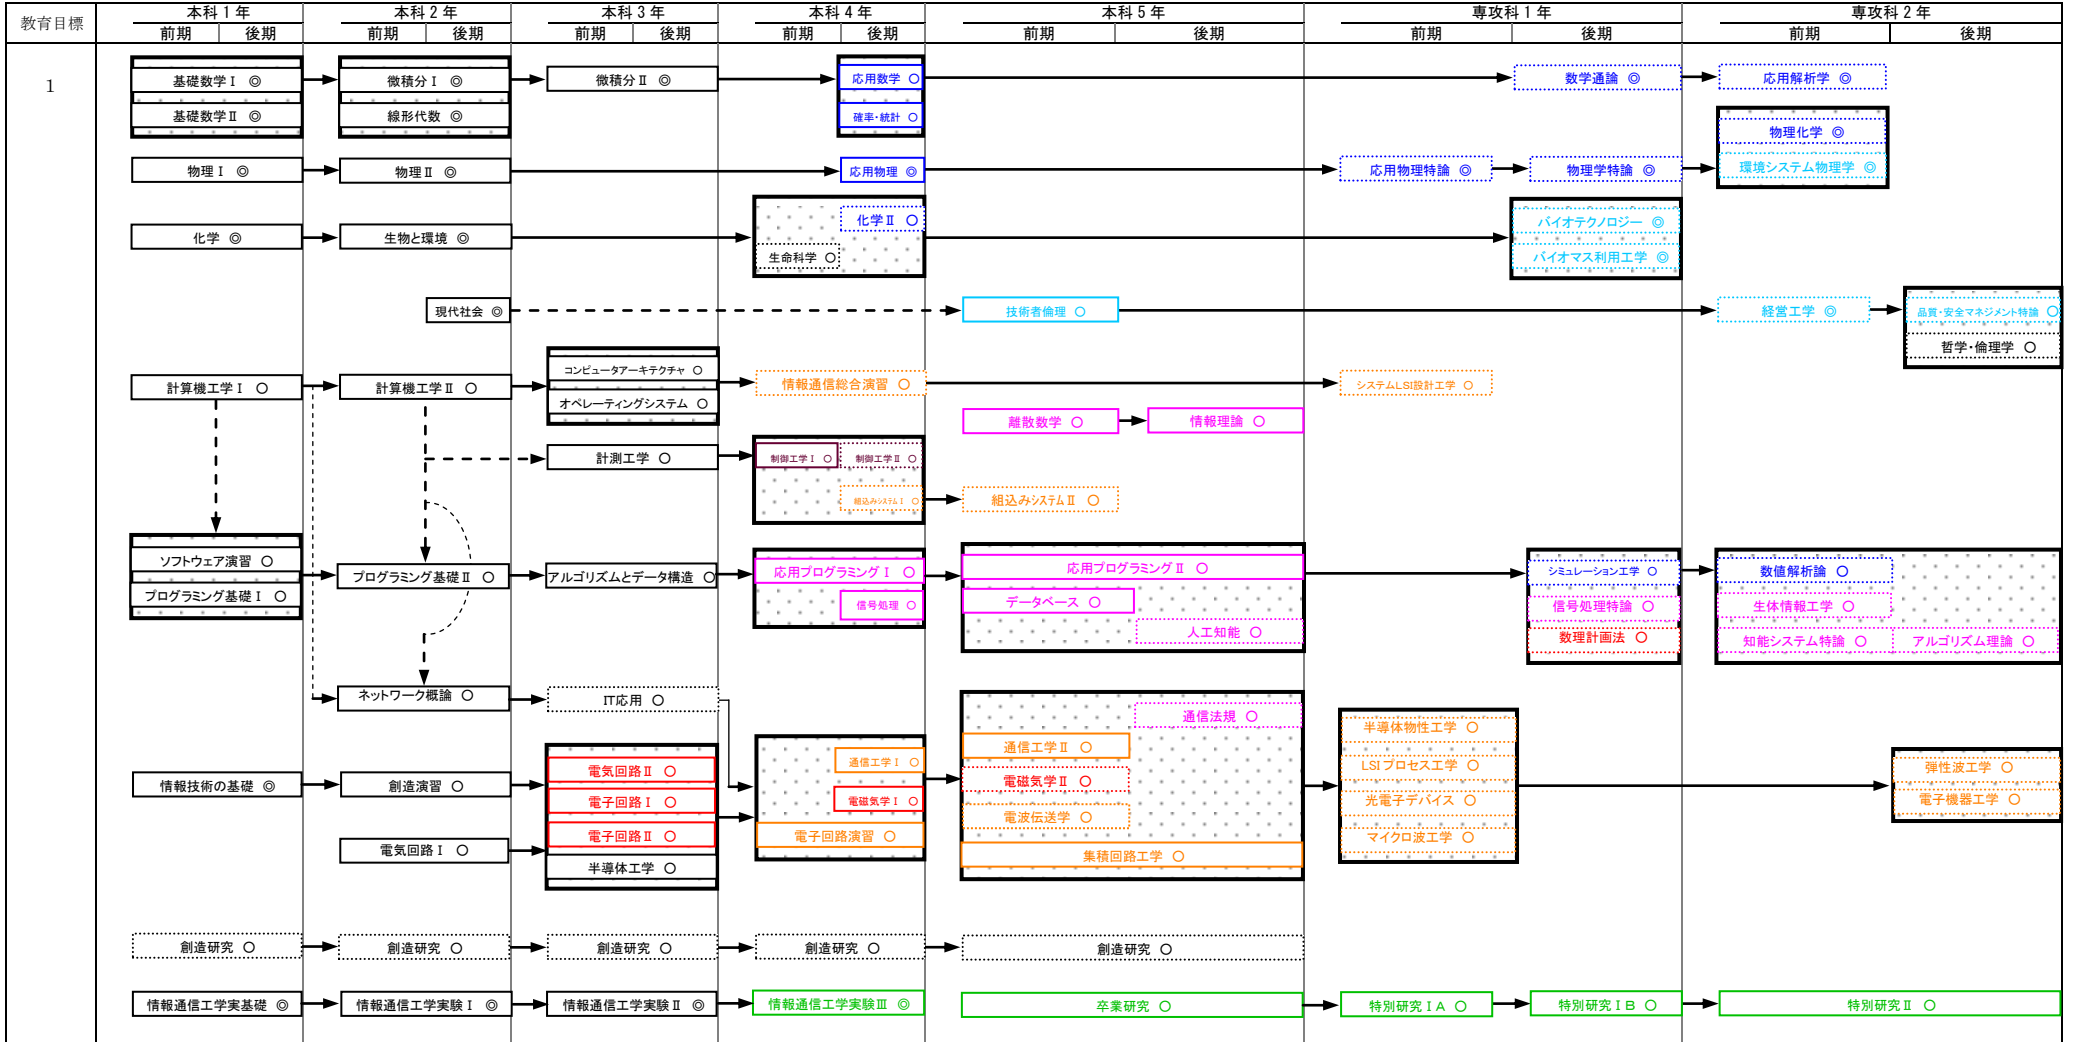 教育目標 本科１年 本科２年 本科３年 本科４年 本科５年 専攻科１年 専攻科２年
前期 後期 前期 後期 前期 後期 前期 後期 前期 後期 前期 後期 前期 後期
1
基礎数学Ⅰ ◎ 微積分Ⅰ ◎ 微積分Ⅱ ◎ 応用数学 ○ 数学通論 ◎ 応用解析学 ◎
基礎数学Ⅱ ◎ 線形代数 ◎ 確率・統計 ○
物理化学 ◎
物理Ⅰ ◎ 物理Ⅱ ◎ 応用物理 ◎ 応用物理特論 ◎ 物理学特論 ◎ 環境システム物理学 ◎
化学Ⅱ ○ バイオテクノロジー ◎
化学 ◎ 生物と環境 ◎
生命科学 ○ バイオマス利用工学 ◎
現代社会 ◎ 技術者倫理 ○ 経営工学 ◎ 品質・安全マネジメント特論 ○
哲学・倫理学 ○
コンピュータアーキテクチャ ○
計算機工学Ⅰ ○ 計算機工学Ⅱ ○ 情報通信総合演習 ○ システムLSI設計工学 ○
オペレーティングシステム ○
離散数学 ○ 情報理論 ○
計測工学 ○ 制御工学Ⅰ ○ 制御工学Ⅱ ○
組込みシステムⅠ ○ 組込みシステムⅡ ○
ソフトウェア演習 ○
プログラミング基礎Ⅱ ○ アルゴリズムとデータ構造 ○ 応用プログラミングⅠ ○ 応用プログラミングⅡ ○ シミュレーション工学 ○ 数値解析論 ○
プログラミング基礎Ⅰ ○ 信号処理 ○ データベース ○ 信号処理特論 ○ 生体情報工学 ○
人工知能 ○ 数理計画法 ○ 知能システム特論 ○ アルゴリズム理論 ○
ネットワーク概論 ○ IT応用 ○
通信法規 ○ 半導体物性工学 ○
通信工学Ⅱ ○
電気回路Ⅱ ○ 通信工学Ⅰ ○ LSIプロセス工学 ○ 弾性波工学 ○
情報技術の基礎 ◎ 創造演習 ○ 電磁気学Ⅱ ○
電子回路Ⅰ ○ 電磁気学Ⅰ ○ 光電子デバイス ○ 電子機器工学 ○
電波伝送学 ○
電子回路Ⅱ ○ 電子回路演習 ○ マイクロ波工学 ○
電気回路Ⅰ ○ 集積回路工学 ○
半導体工学 ○
創造研究 ○ 創造研究 ○ 創造研究 ○ 創造研究 ○ 創造研究 ○
情報通信工学実基礎 ◎ 情報通信工学実験Ⅰ ◎ 情報通信工学実験Ⅱ ◎ 情報通信工学実験Ⅲ ◎ 卒業研究 ○ 特別研究ⅠＡ ○ 特別研究ⅠＢ ○ 特別研究Ⅱ ○